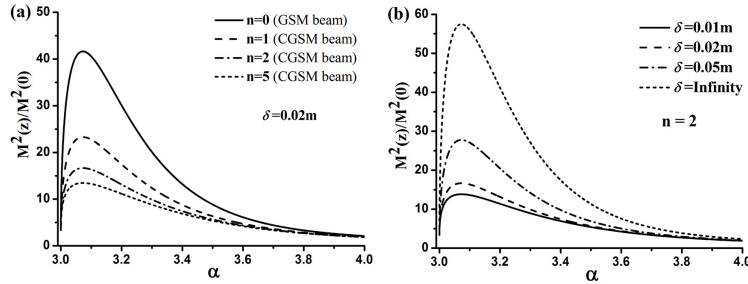 (a)
50
40
30
20
10
0
M²(z)/M²(0)
n=0 (GSM beam)
n=1 (CGSM beam)
n=2 (CGSM beam)
n=5 (CGSM beam)
δ=0.02m
3.0 3.2 3.4 3.6 3.8 4.0
α
(b)
60
50
40
30
20
10
0
M²(z)/M²(0)
δ=0.01m
δ=0.02m
δ=0.05m
δ=Infinity
n = 2
3.0 3.2 3.4 3.6 3.8 4.0
α